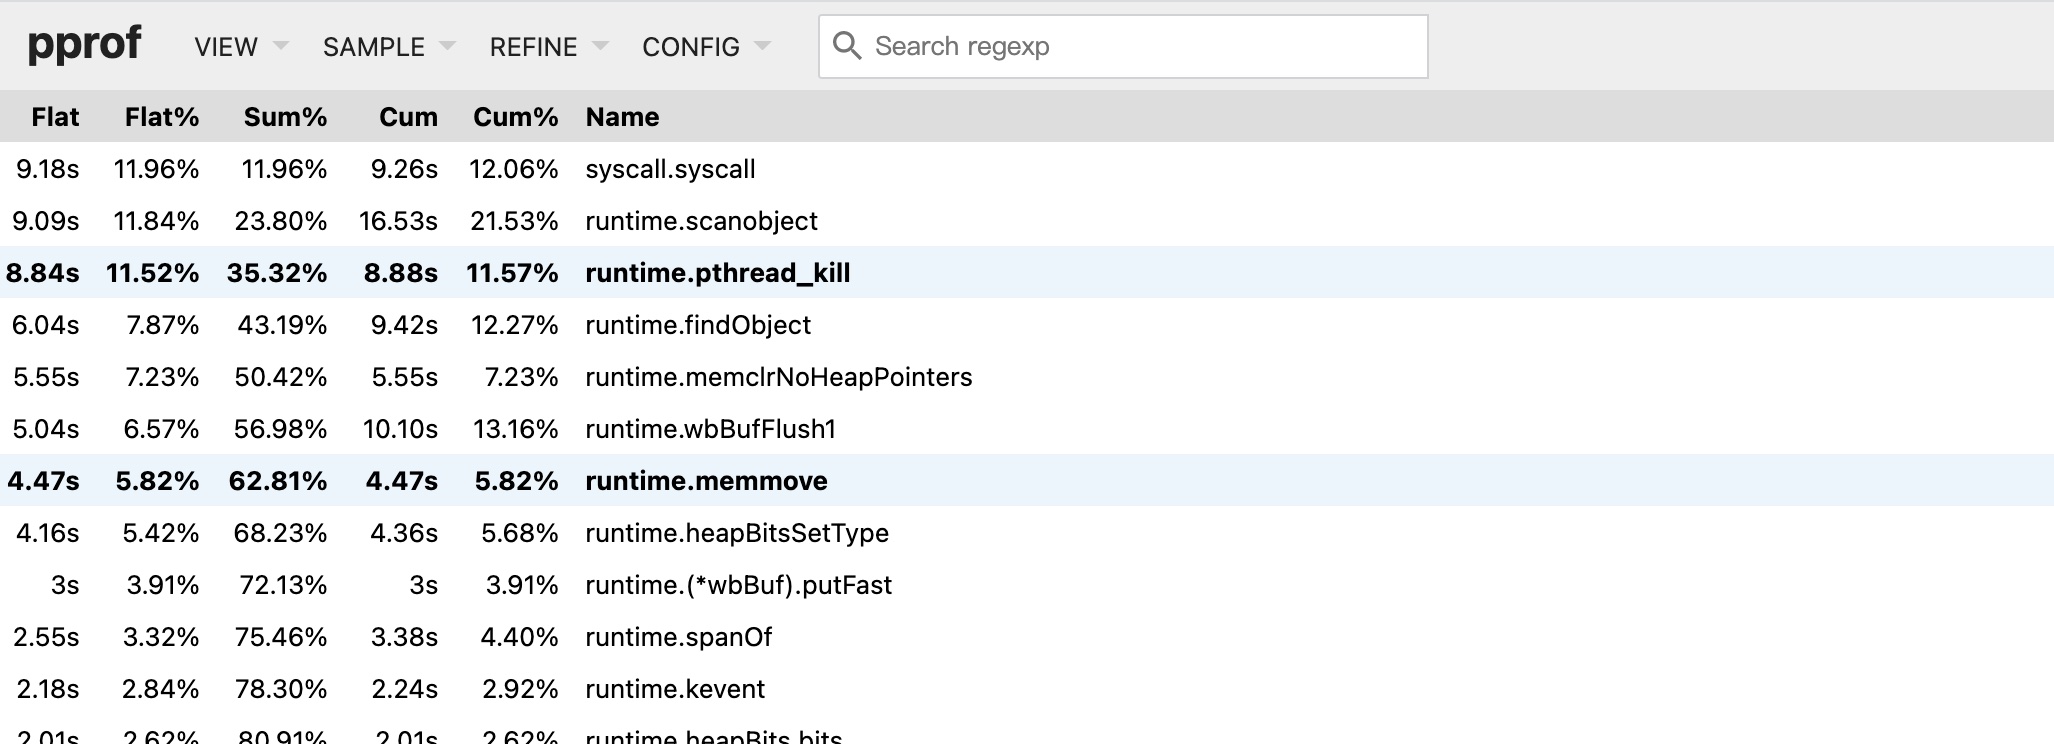 pprof VIEW SAMPLE REFINE CONFIG Search regexp
Flat Flat% Sum% Cum Cum% Name
9.18s 11.96% 11.96% 9.26s 12.06% syscall.syscall
9.09s 11.84% 23.80% 16.53s 21.53% runtime.scanobject
8.84s 11.52% 35.32% 8.88s 11.57% runtime.pthread_kill
6.04s 7.87% 43.19% 9.42s 12.27% runtime.findObject
5.55s 7.23% 50.42% 5.55s 7.23% runtime.memclrNoHeapPointers
5.04s 6.57% 56.98% 10.10s 13.16% runtime.wbBufFlush1
4.47s 5.82% 62.81% 4.47s 5.82% runtime.memmove
4.16s 5.42% 68.23% 4.36s 5.68% runtime.heapBitsSetType
3s 3.91% 72.13% 3s 3.91% runtime.(*wbBuf).putFast
2.55s 3.32% 75.46% 3.38s 4.40% runtime.spanOf
2.18s 2.84% 78.30% 2.24s 2.92% runtime.kevent
2.01s 2.62% 80.91% 2.01s 2.62% runtime.heapBits.bits